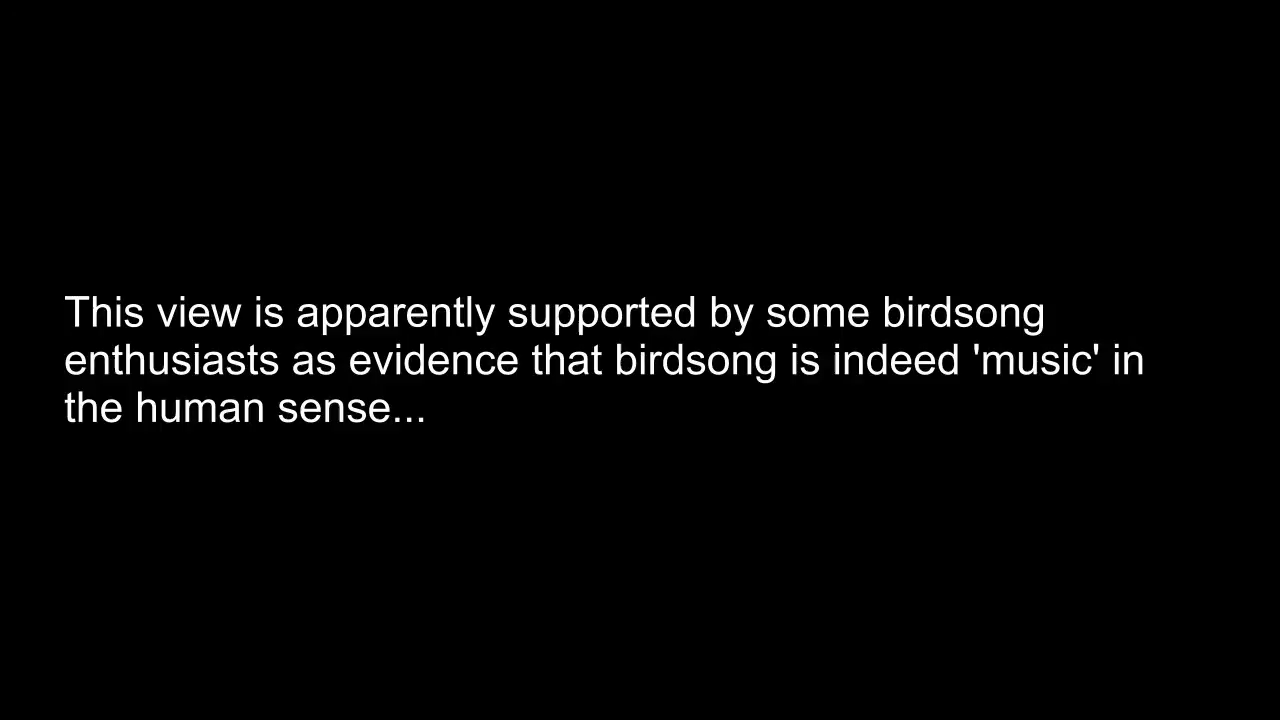 This view is apparently supported by some birdsong
enthusiasts as evidence that birdsong is indeed 'music' in
the human sense...